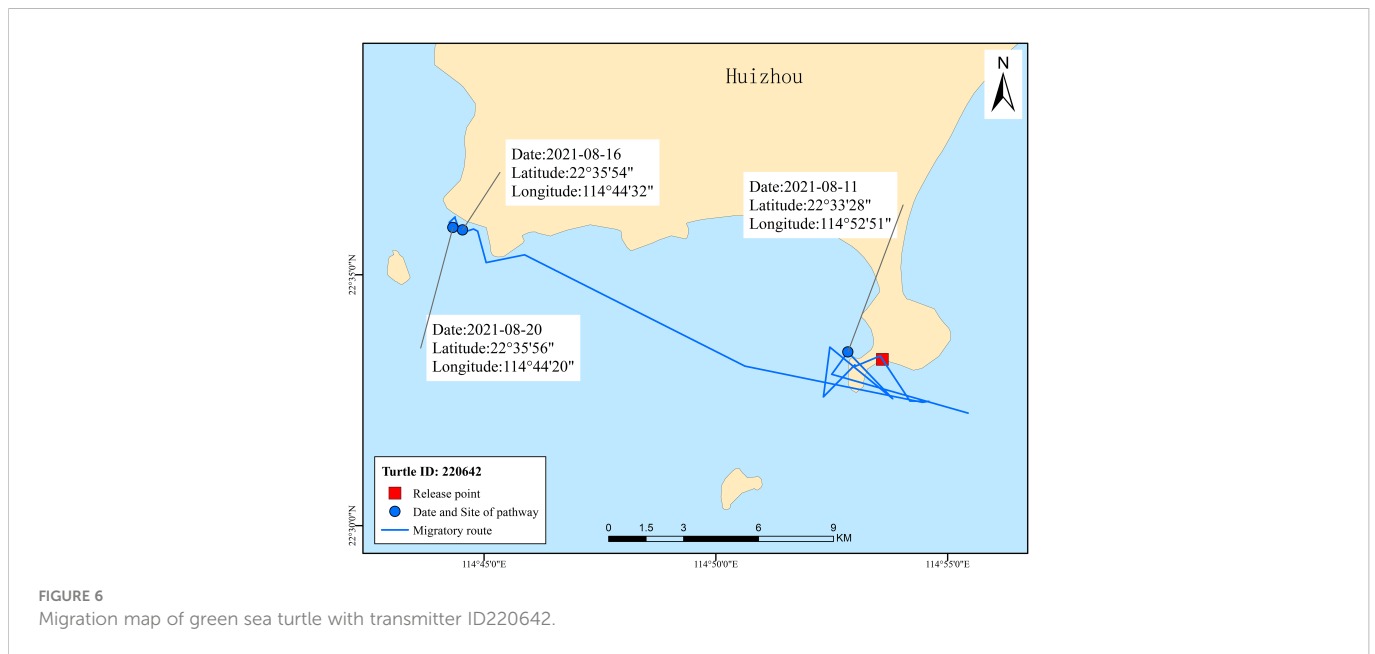 Huizhou
N
Date:2021-08-16
Latitude:22°35'54"
Longitude:114°44'32"
Date:2021-08-11
Latitude:22°33'28"
Longitude:114°52'51"
22°35'0"N
Date:2021-08-20
Latitude:22°35'56"
Longitude:114°44'20"
Turtle ID: 220642
Release point
Date and Site of pathway
Migratory route
0 1.5 3 6 9
KM
22°30'0"N
114°45'0"E 114°50'0"E 114°55'0"E
FIGURE 6
Migration map of green sea turtle with transmitter ID220642.